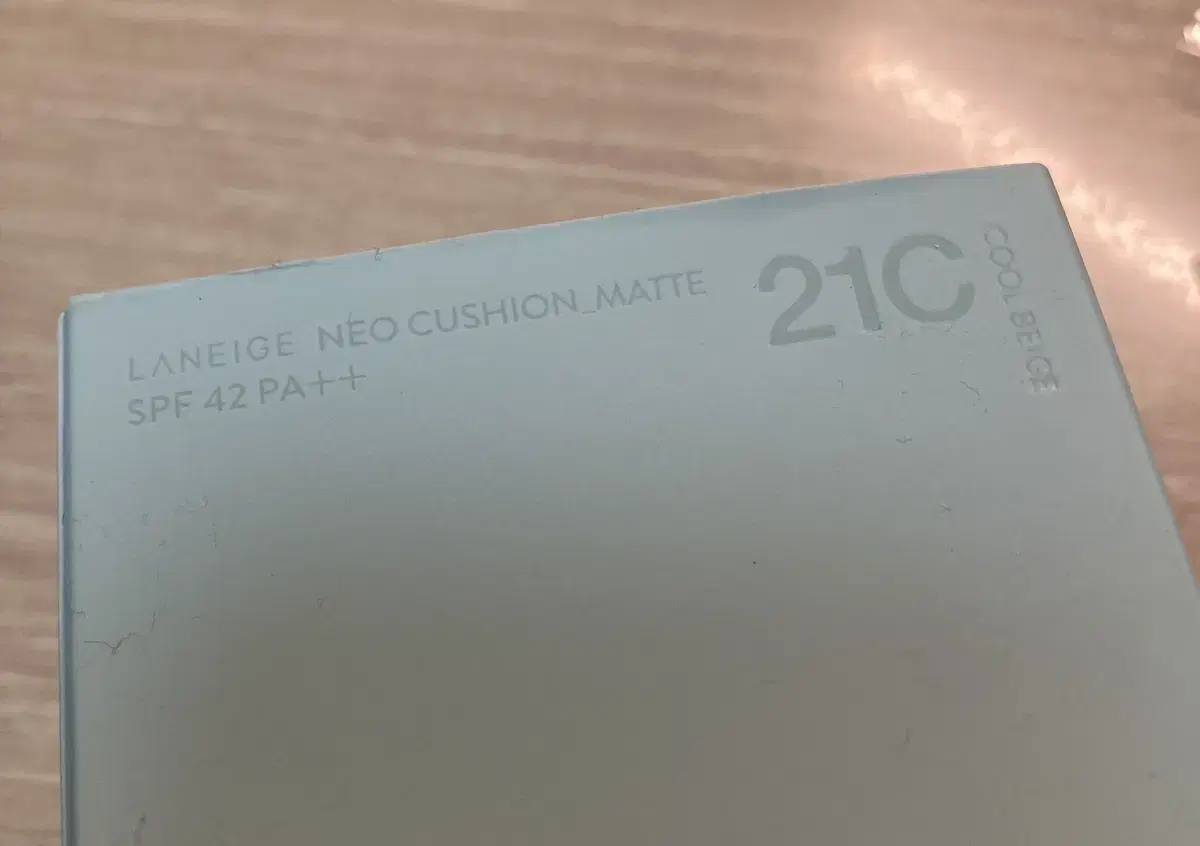 LANEIGE NEO CUSHION_MATTE
SPF 42 PA++
21C
COOL BEIGE